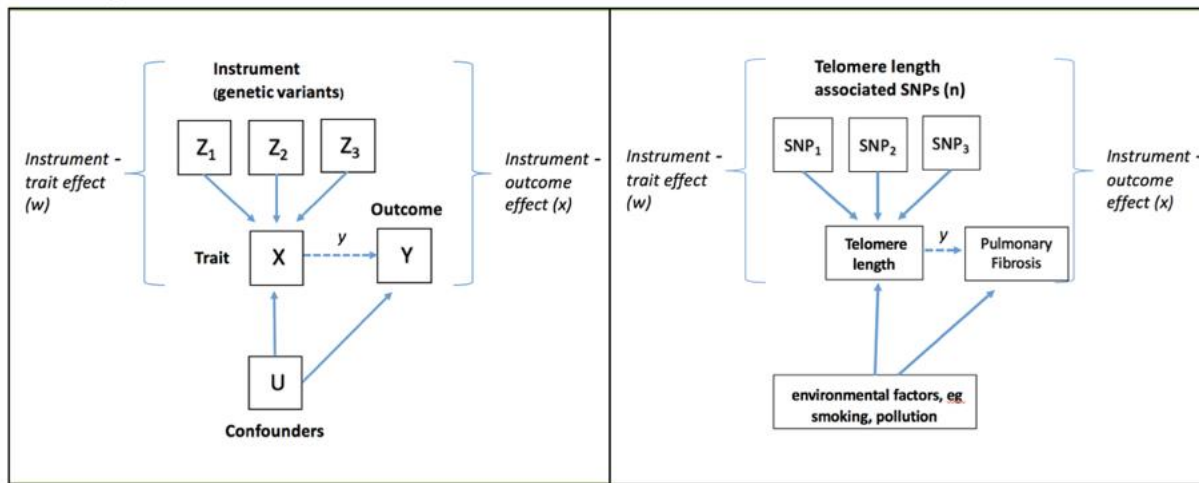 Instrument
(genetic variants)
Z1
Z2
Z3
Instrument -
trait effect
(w)
Instrument -
outcome
effect (x)
Outcome
Trait
X
y
Y
U
Confounders
Telomere length
associated SNPs (n)
SNP1
SNP2
SNP3
Instrument -
trait effect
(w)
Instrument -
outcome
effect (x)
Telomere
length
y
Pulmonary
Fibrosis
environmental factors, eg
smoking, pollution